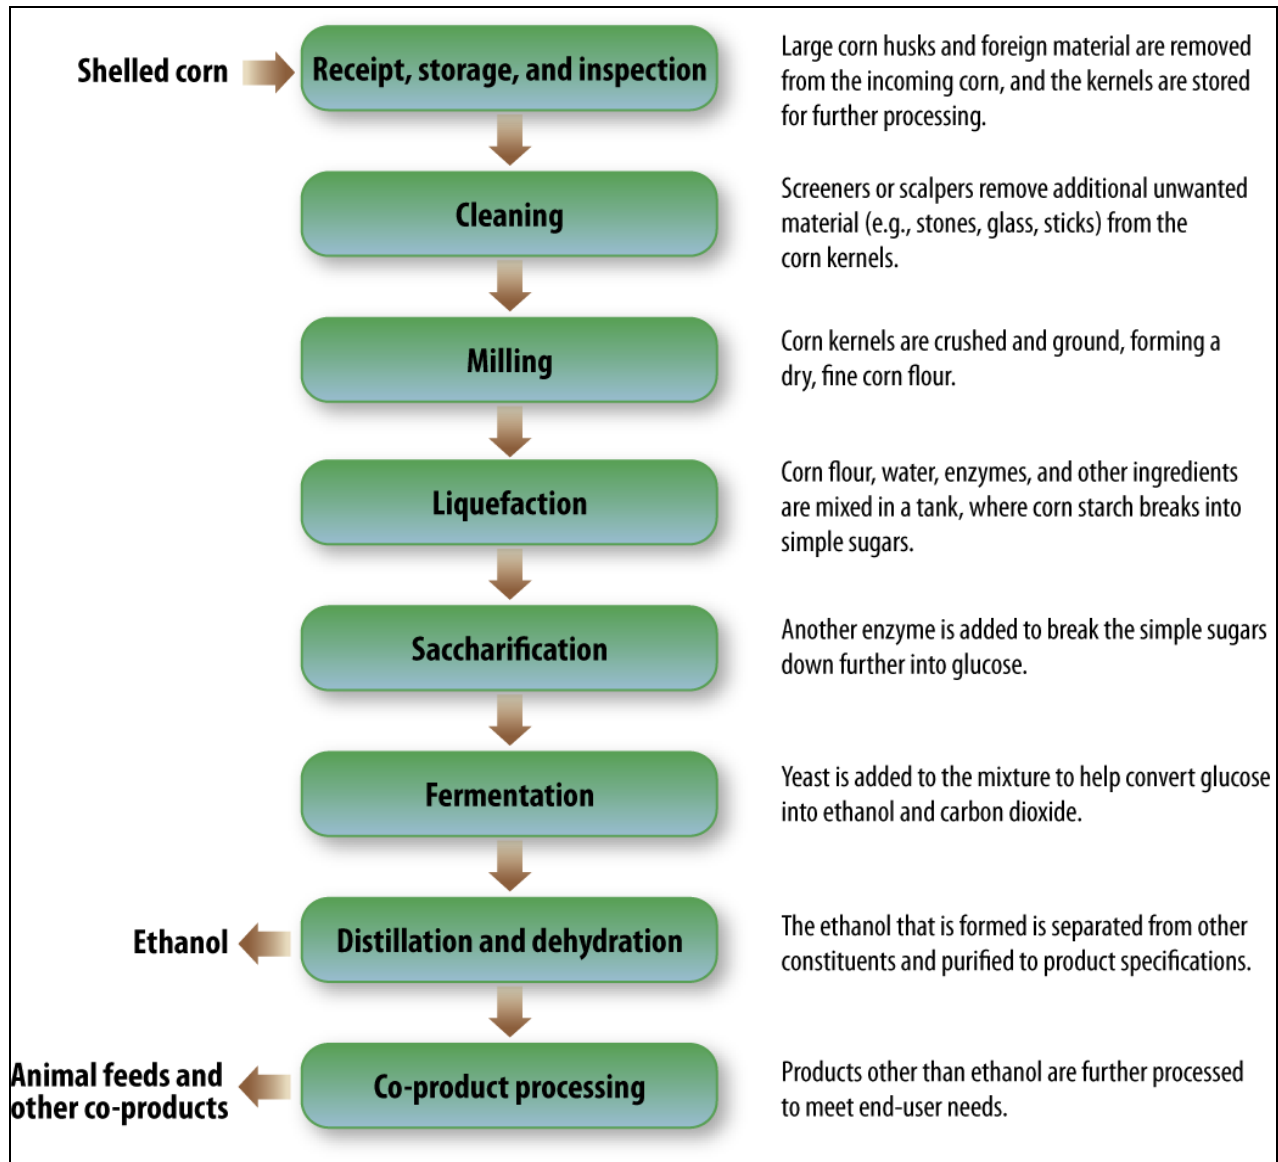 Shelled corn
Receipt, storage, and inspection
Large corn husks and foreign material are removed
from the incoming corn, and the kernels are stored
for further processing.
Cleaning
Screeners or scalpers remove additional unwanted
material (e.g., stones, glass, sticks) from the
corn kernels.
Milling
Corn kernels are crushed and ground, forming a
dry, fine corn flour.
Liquefaction
Corn flour, water, enzymes, and other ingredients
are mixed in a tank, where corn starch breaks into
simple sugars.
Saccharification
Another enzyme is added to break the simple sugars
down further into glucose.
Fermentation
Yeast is added to the mixture to help convert glucose
into ethanol and carbon dioxide.
Ethanol
Distillation and dehydration
The ethanol that is formed is separated from other
constituents and purified to product specifications.
Animal feeds and
other co-products
Co-product processing
Products other than ethanol are further processed
to meet end-user needs.